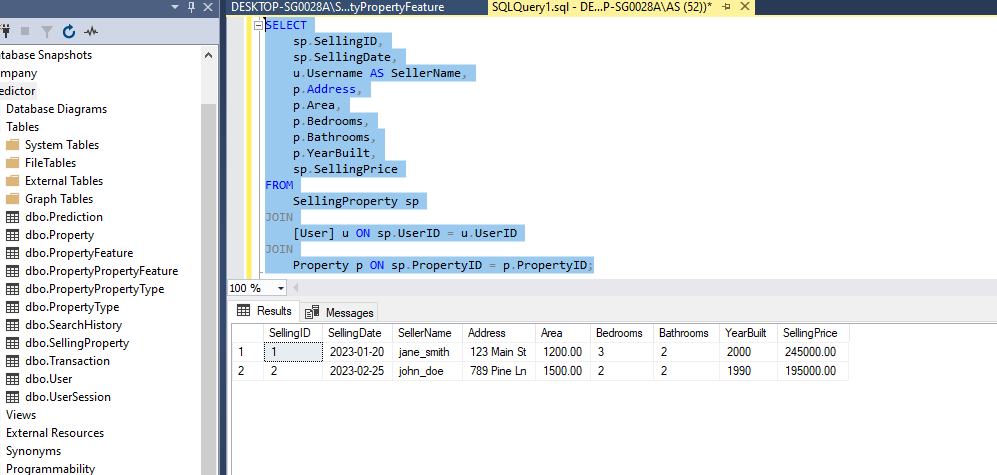 DESKTOP-SG0028A\S...tyPropertyFeature
SQLQuery1.sql - DE...P-SG0028A\AS (52))*
tabase Snapshots
mpany
edictor
Database Diagrams
Tables
System Tables
FileTables
External Tables
Graph Tables
dbo.Prediction
dbo.Property
dbo.PropertyFeature
dbo.PropertyPropertyFeature
dbo.PropertyPropertyType
dbo.PropertyType
dbo.SearchHistory
dbo.SellingProperty
dbo.Transaction
dbo.User
dbo.UserSession
Views
External Resources
Synonyms
Programmability
SELECT
sp.SellingID,
sp.SellingDate,
u.Username AS SellerName,
p.Address,
p.Area,
p.Bedrooms,
p.Bathrooms,
p.YearBuilt,
sp.SellingPrice
FROM
SellingProperty sp
JOIN
[User] u ON sp.UserID = u.UserID
JOIN
Property p ON sp.PropertyID = p.PropertyID;
100 %
Results Messages
SellingID SellingDate SellerName Address Area Bedrooms Bathrooms YearBuilt SellingPrice
1 1 2023-01-20 jane_smith 123 Main St 1200.00 3 2 2000 245000.00
2 2 2023-02-25 john_doe 789 Pine Ln 1500.00 2 2 1990 195000.00